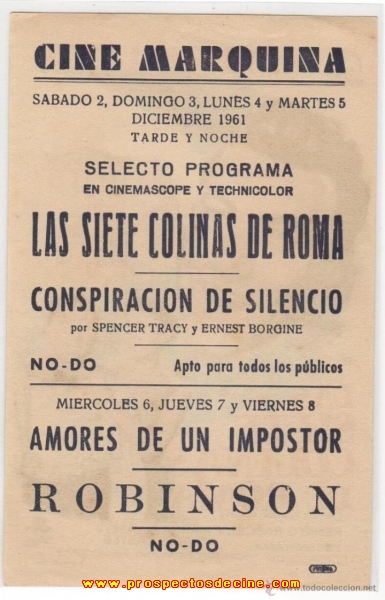 CINE MARQUINA
SABADO 2, DOMINGO 3, LUNES 4 y MARTES 5
DICIEMBRE 1961
TARDE Y NOCHE
SELECTO PROGRAMA
EN CINEMASCOPE Y TECHNICOLOR
LAS SIETE COLINAS DE ROMA
CONSPIRACION DE SILENCIO
por SPENCER TRACY y ERNEST BORGINE
NO-DO Apto para todos los públicos
MIERCOLES 6, JUEVES 7 y VIERNES 8
AMORES DE UN IMPOSTOR
ROBINSON
NO-DO
www.prospectosdecine.com
todocoleccion.net